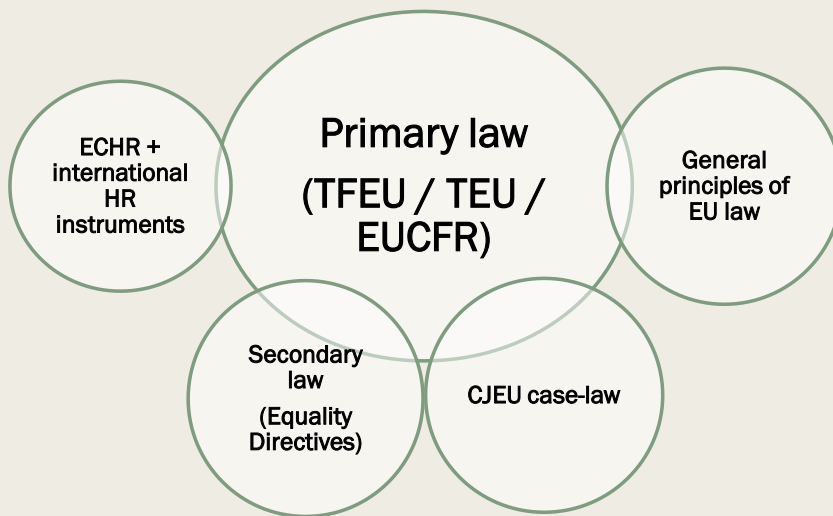 Primary law
(TFEU / TEU /
EUCFR)
ECHR +
international
HR
instruments
General
principles of
EU law
Secondary
law
(Equality
Directives)
CJEU case-law